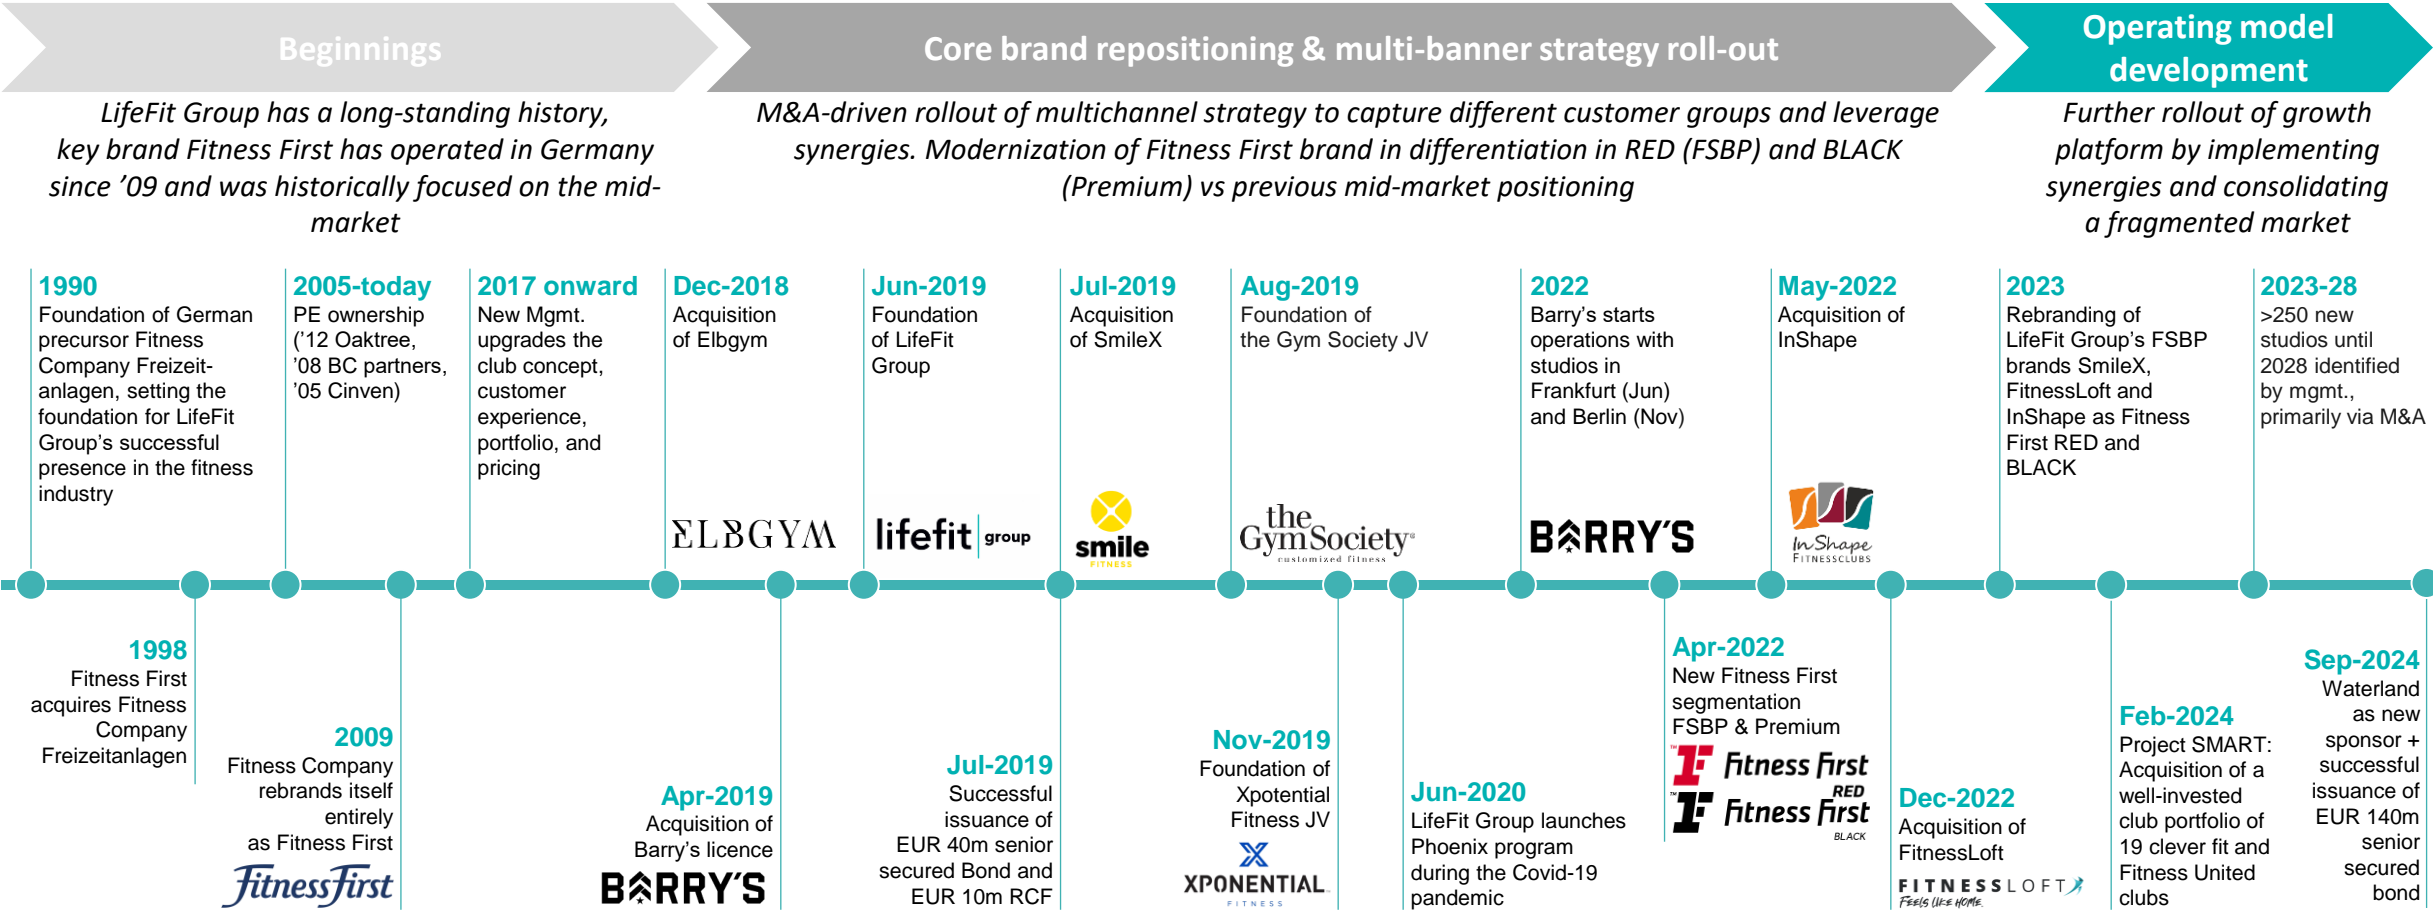 Beginnings
Core brand repositioning & multi-banner strategy roll-out
Operating model
development
LifeFit Group has a long-standing history,
key brand Fitness First has operated in Germany
since ’09 and was historically focused on the mid-
market
M&A-driven rollout of multichannel strategy to capture different customer groups and leverage
synergies. Modernization of Fitness First brand in differentiation in RED (FSBP) and BLACK
(Premium) vs previous mid-market positioning
Further rollout of growth
platform by implementing
synergies and consolidating
a fragmented market
1990
Foundation of German
precursor Fitness
Company Freizeit-
anlagen, setting the
foundation for LifeFit
Group’s successful
presence in the fitness
industry
2005-today
PE ownership
(’12 Oaktree,
’08 BC partners,
’05 Cinven)
2017 onward
New Mgmt.
upgrades the
club concept,
customer
experience,
portfolio, and
pricing
Dec-2018
Acquisition
of Elbgym
ELBGYM
Jun-2019
Foundation
of LifeFit
Group
lifefit group
Jul-2019
Acquisition
of SmileX
smile
FITNESS
Aug-2019
Foundation of
the Gym Society JV
the
GymSociety®
customized fitness
2022
Barry’s starts
operations with
studios in
Frankfurt (Jun)
and Berlin (Nov)
BARRY’S
May-2022
Acquisition of
InShape
InShape
FITNESSCLUBS
2023
Rebranding of
LifeFit Group’s FSBP
brands SmileX,
FitnessLoft and
InShape as Fitness
First RED and
BLACK
2023-28
>250 new
studios until
2028 identified
by mgmt.,
primarily via M&A
1998
Fitness First
acquires Fitness
Company
Freizeitanlagen
2009
Fitness Company
rebrands itself
entirely
as Fitness First
Fitness First
Apr-2019
Acquisition of
Barry’s licence
BARRY’S
Jul-2019
Successful
issuance of
EUR 40m senior
secured Bond and
EUR 10m RCF
Nov-2019
Foundation of
Xpotential
Fitness JV
XPONENTIAL
FITNESS
Jun-2020
LifeFit Group launches
Phoenix program
during the Covid-19
pandemic
Apr-2022
New Fitness First
segmentation
FSBP & Premium
™ Fitness First
RED
™ Fitness First
BLACK
Dec-2022
Acquisition of
FitnessLoft
FITNESSLOFT
FEELS LIKE HOME.
Feb-2024
Project SMART:
Acquisition of a
well-invested
club portfolio of
19 clever fit and
Fitness United
clubs
Sep-2024
Waterland
as new
sponsor +
successful
issuance of
EUR 140m
senior
secured
bond